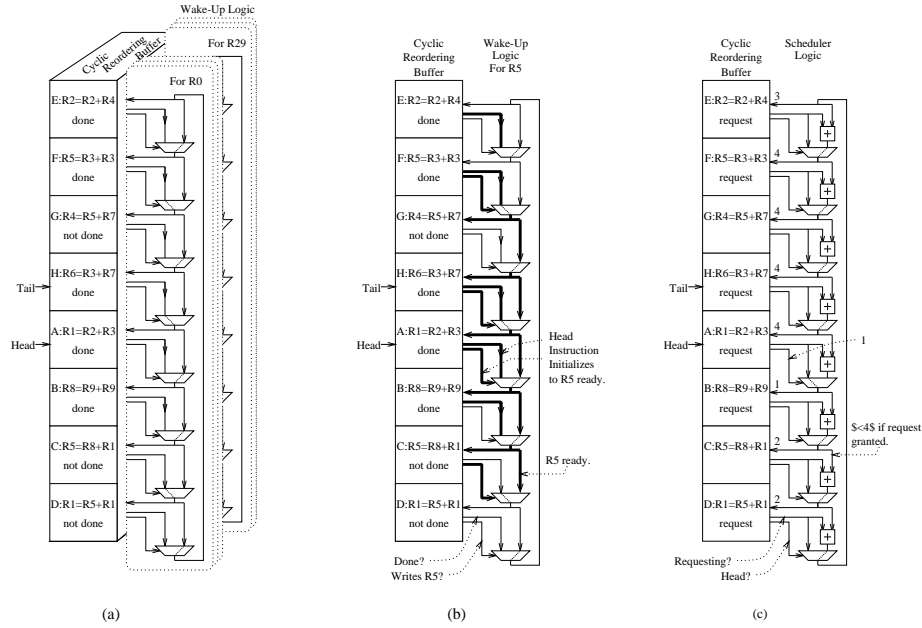 Wake-Up Logic
For R29
Cyclic
Reordering
Buffer
For R0
E:R2=R2+R4
done
F:R5=R3+R3
done
G:R4=R5+R7
not done
H:R6=R3+R7
done
Tail
A:R1=R2+R3
done
Head
B:R8=R9+R9
done
C:R5=R8+R1
not done
D:R1=R5+R1
not done
(a)
Cyclic
Reordering
Buffer
Wake-Up
Logic
For R5
E:R2=R2+R4
done
F:R5=R3+R3
done
G:R4=R5+R7
not done
H:R6=R3+R7
done
Tail
A:R1=R2+R3
done
Head
Head
Instruction
Initializes
to R5 ready.
B:R8=R9+R9
done
C:R5=R8+R1
not done
R5 ready.
D:R1=R5+R1
not done
Done?
Writes R5?
(b)
Cyclic
Reordering
Buffer
Scheduler
Logic
E:R2=R2+R4
3
request
+
F:R5=R3+R3
4
request
+
G:R4=R5+R7
4
+
H:R6=R3+R7
4
request
Tail
+
A:R1=R2+R3
4
request
Head
1
+
B:R8=R9+R9
1
request
+
C:R5=R8+R1
2
$<4$ if request
granted.
+
D:R1=R5+R1
2
request
+
Requesting?
Head?
(c)